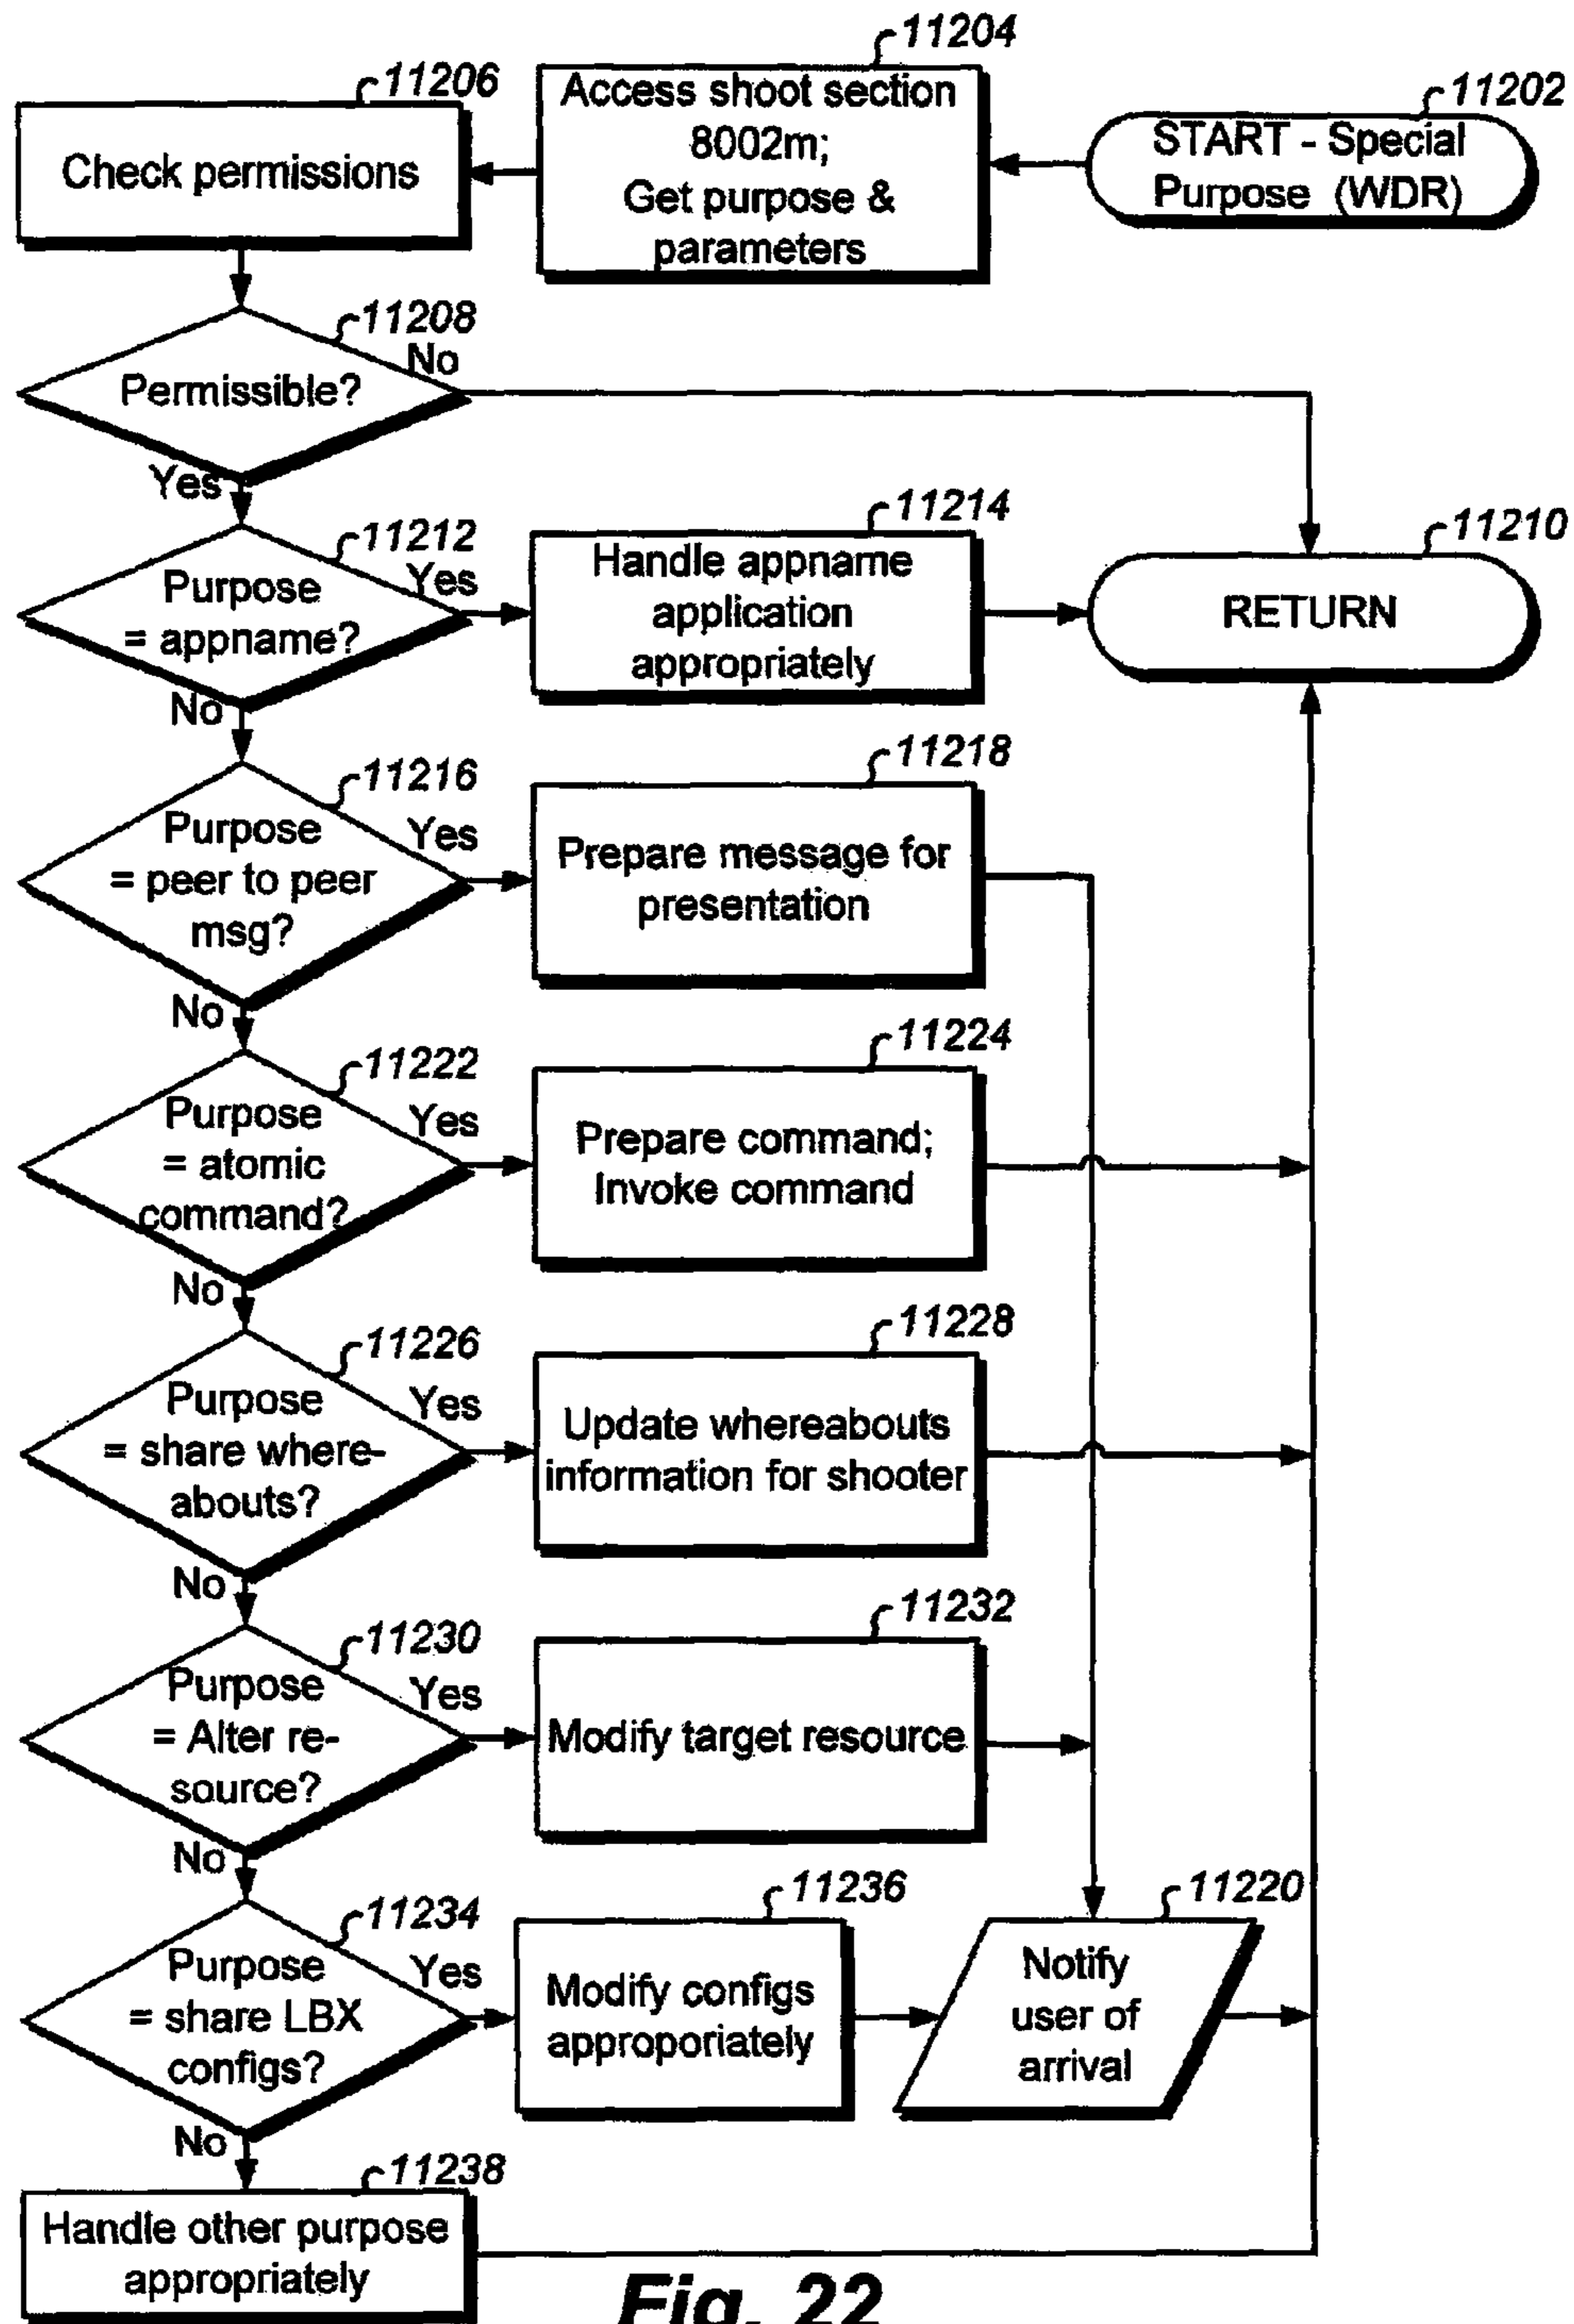 11202
START - Special
Purpose (WDR)
11204
Access shoot section
8002m;
Get purpose &
parameters
11206
Check permissions
11208
Permissible?
No
Yes
11210
RETURN
11212
Purpose
= appname?
Yes
No
11214
Handle appname
application
appropriately
11216
Purpose
= peer to peer
msg?
Yes
No
11218
Prepare message for
presentation
11222
Purpose
= atomic
command?
Yes
No
11224
Prepare command;
Invoke command
11226
Purpose
= share where-
abouts?
Yes
No
11228
Update whereabouts
information for shooter
11230
Purpose
= Alter re-
source?
Yes
No
11232
Modify target resource
11234
Purpose
= share LBX
configs?
Yes
No
11236
Modify configs
approporiately
11220
Notify
user of
arrival
11238
Handle other purpose
appropriately
Fig. 22